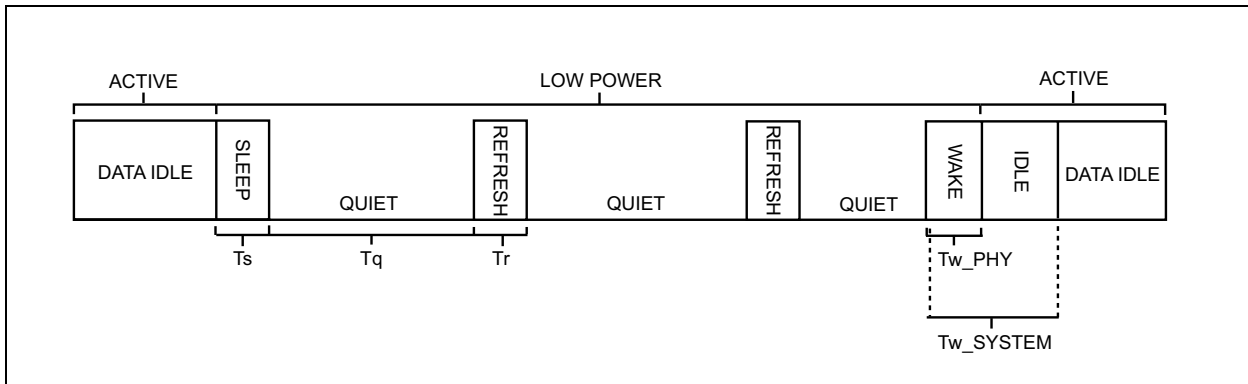 ACTIVE
LOW POWER
ACTIVE
DATA IDLE
SLEEP
QUIET
REFRESH
QUIET
REFRESH
QUIET
WAKE
IDLE
DATA IDLE
Ts
Tq
Tr
Tw_PHY
Tw_SYSTEM